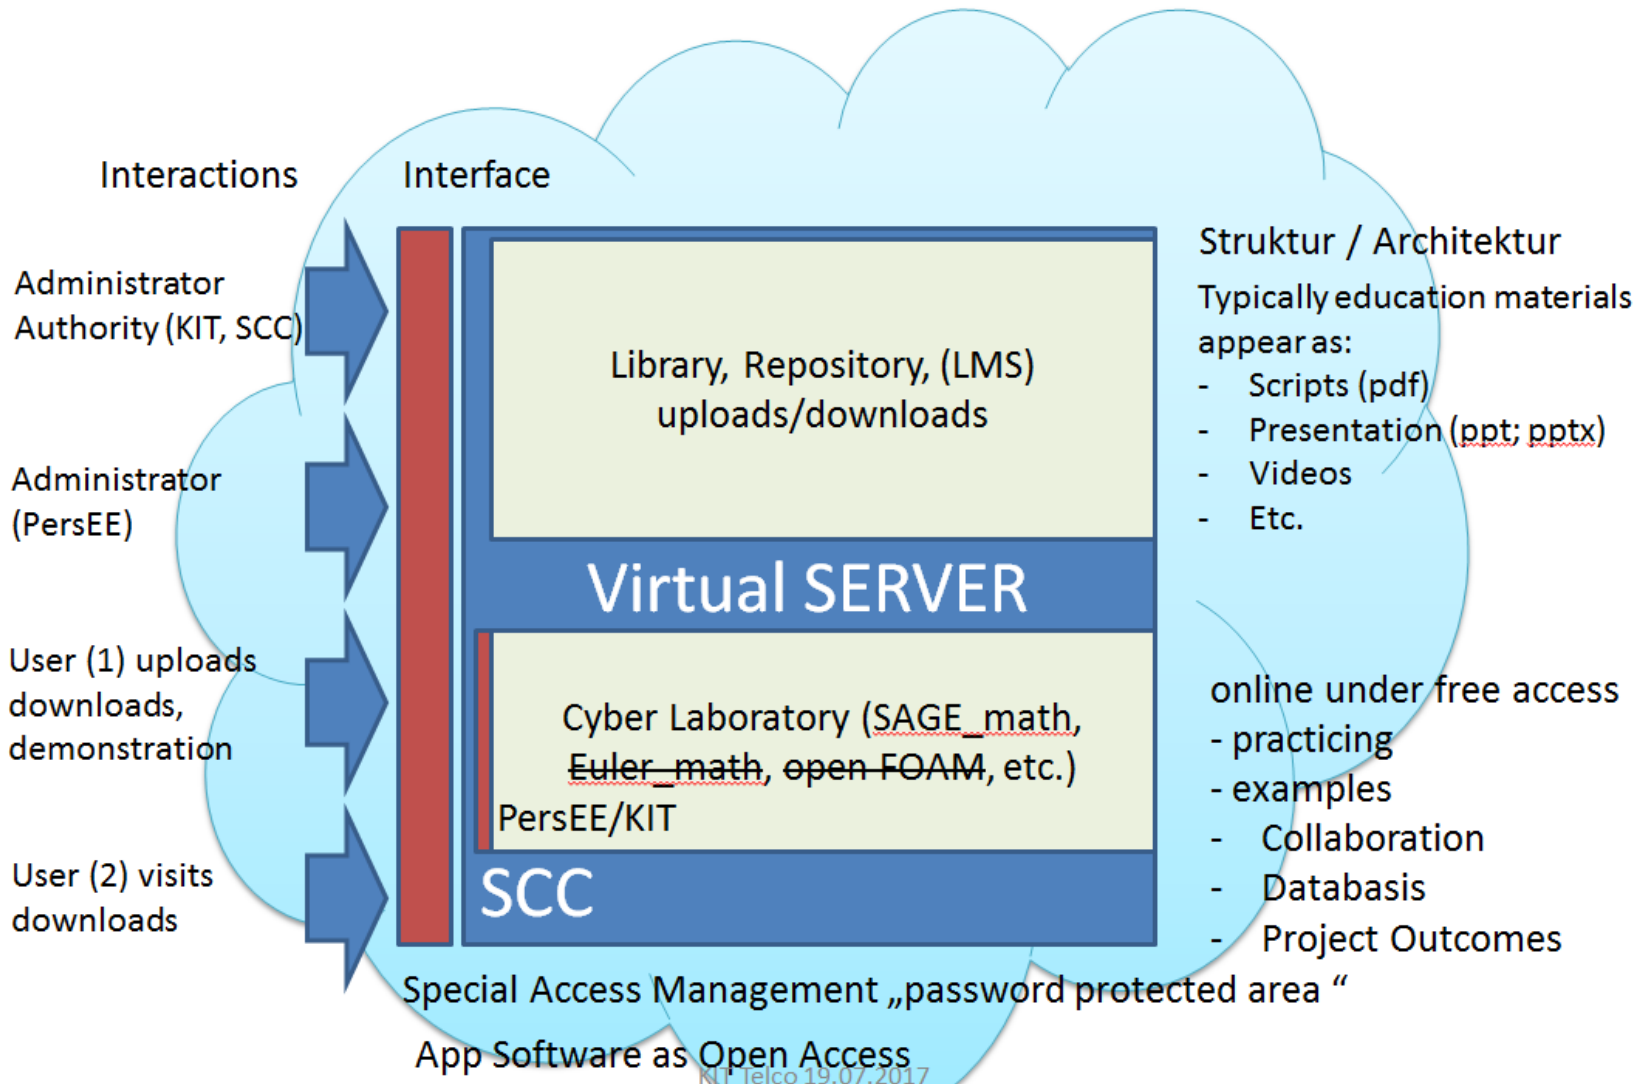 Interactions
Interface
Administrator
Authority (KIT, SCC)
Administrator
(PersEE)
User (1) uploads
downloads,
demonstration
User (2) visits
downloads
Library, Repository, (LMS)
uploads/downloads
Virtual SERVER
Cyber Laboratory (SAGE_math,
Euler_math, open FOAM, etc.)
PersEE/KIT
SCC
Struktur / Architektur
Typically education materials
appear as:
- Scripts (pdf)
- Presentation (ppt; pptx)
- Videos
- Etc.
online under free access
- practicing
- examples
- Collaboration
- Databasis
- Project Outcomes
Special Access Management „password protected area “
App Software as Open Access
KIT Telco 19.07.2017